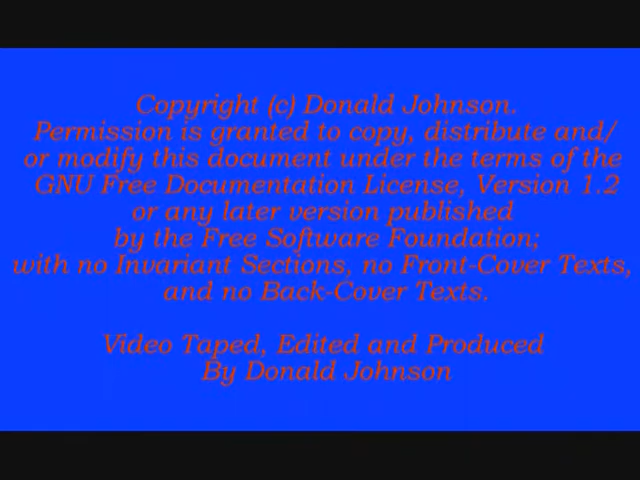 Copyright (c) Donald Johnson.
Permission is granted to copy, distribute and/
or modify this document under the terms of the
GNU Free Documentation License, Version 1.2
or any later version published
by the Free Software Foundation;
with no Invariant Sections, no Front-Cover Texts,
and no Back-Cover Texts.
Video Taped, Edited and Produced
By Donald Johnson